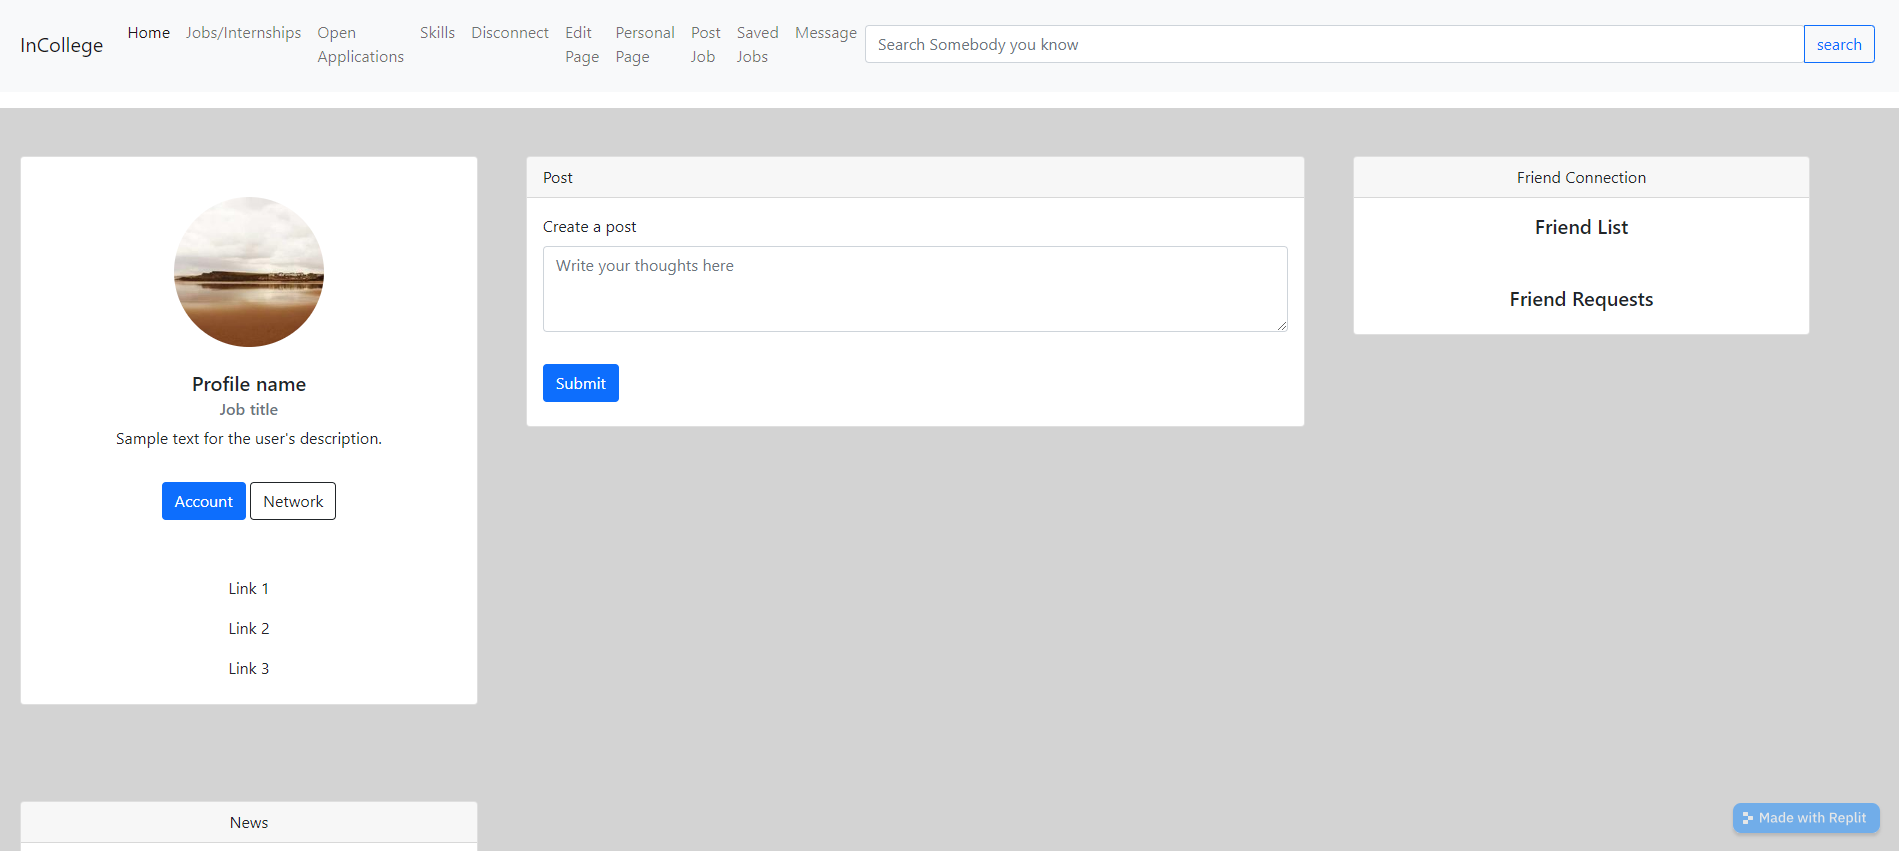 InCollege
Home
Jobs/Internships
Open
Applications
Skills
Disconnect
Edit
Page
Personal
Page
Post
Job
Saved
Jobs
Message
Search Somebody you know
search
Profile name
Job title
Sample text for the user's description.
Account
Network
Link 1
Link 2
Link 3
News
Post
Create a post
Write your thoughts here
Submit
Friend Connection
Friend List
Friend Requests
Made with Replit